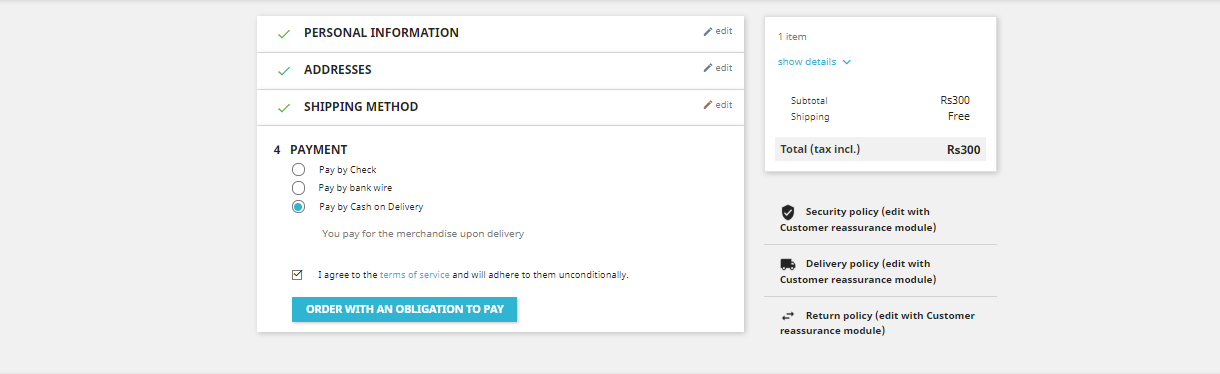 PERSONAL INFORMATION
edit
ADDRESSES
edit
SHIPPING METHOD
edit
4 PAYMENT
Pay by Check
Pay by bank wire
Pay by Cash on Delivery
You pay for the merchandise upon delivery
I agree to the terms of service and will adhere to them unconditionally.
ORDER WITH AN OBLIGATION TO PAY
1 item
show details
Subtotal Rs300
Shipping Free
Total (tax incl.) Rs300
Security policy (edit with
Customer reassurance module)
Delivery policy (edit with
Customer reassurance module)
Return policy (edit with Customer
reassurance module)